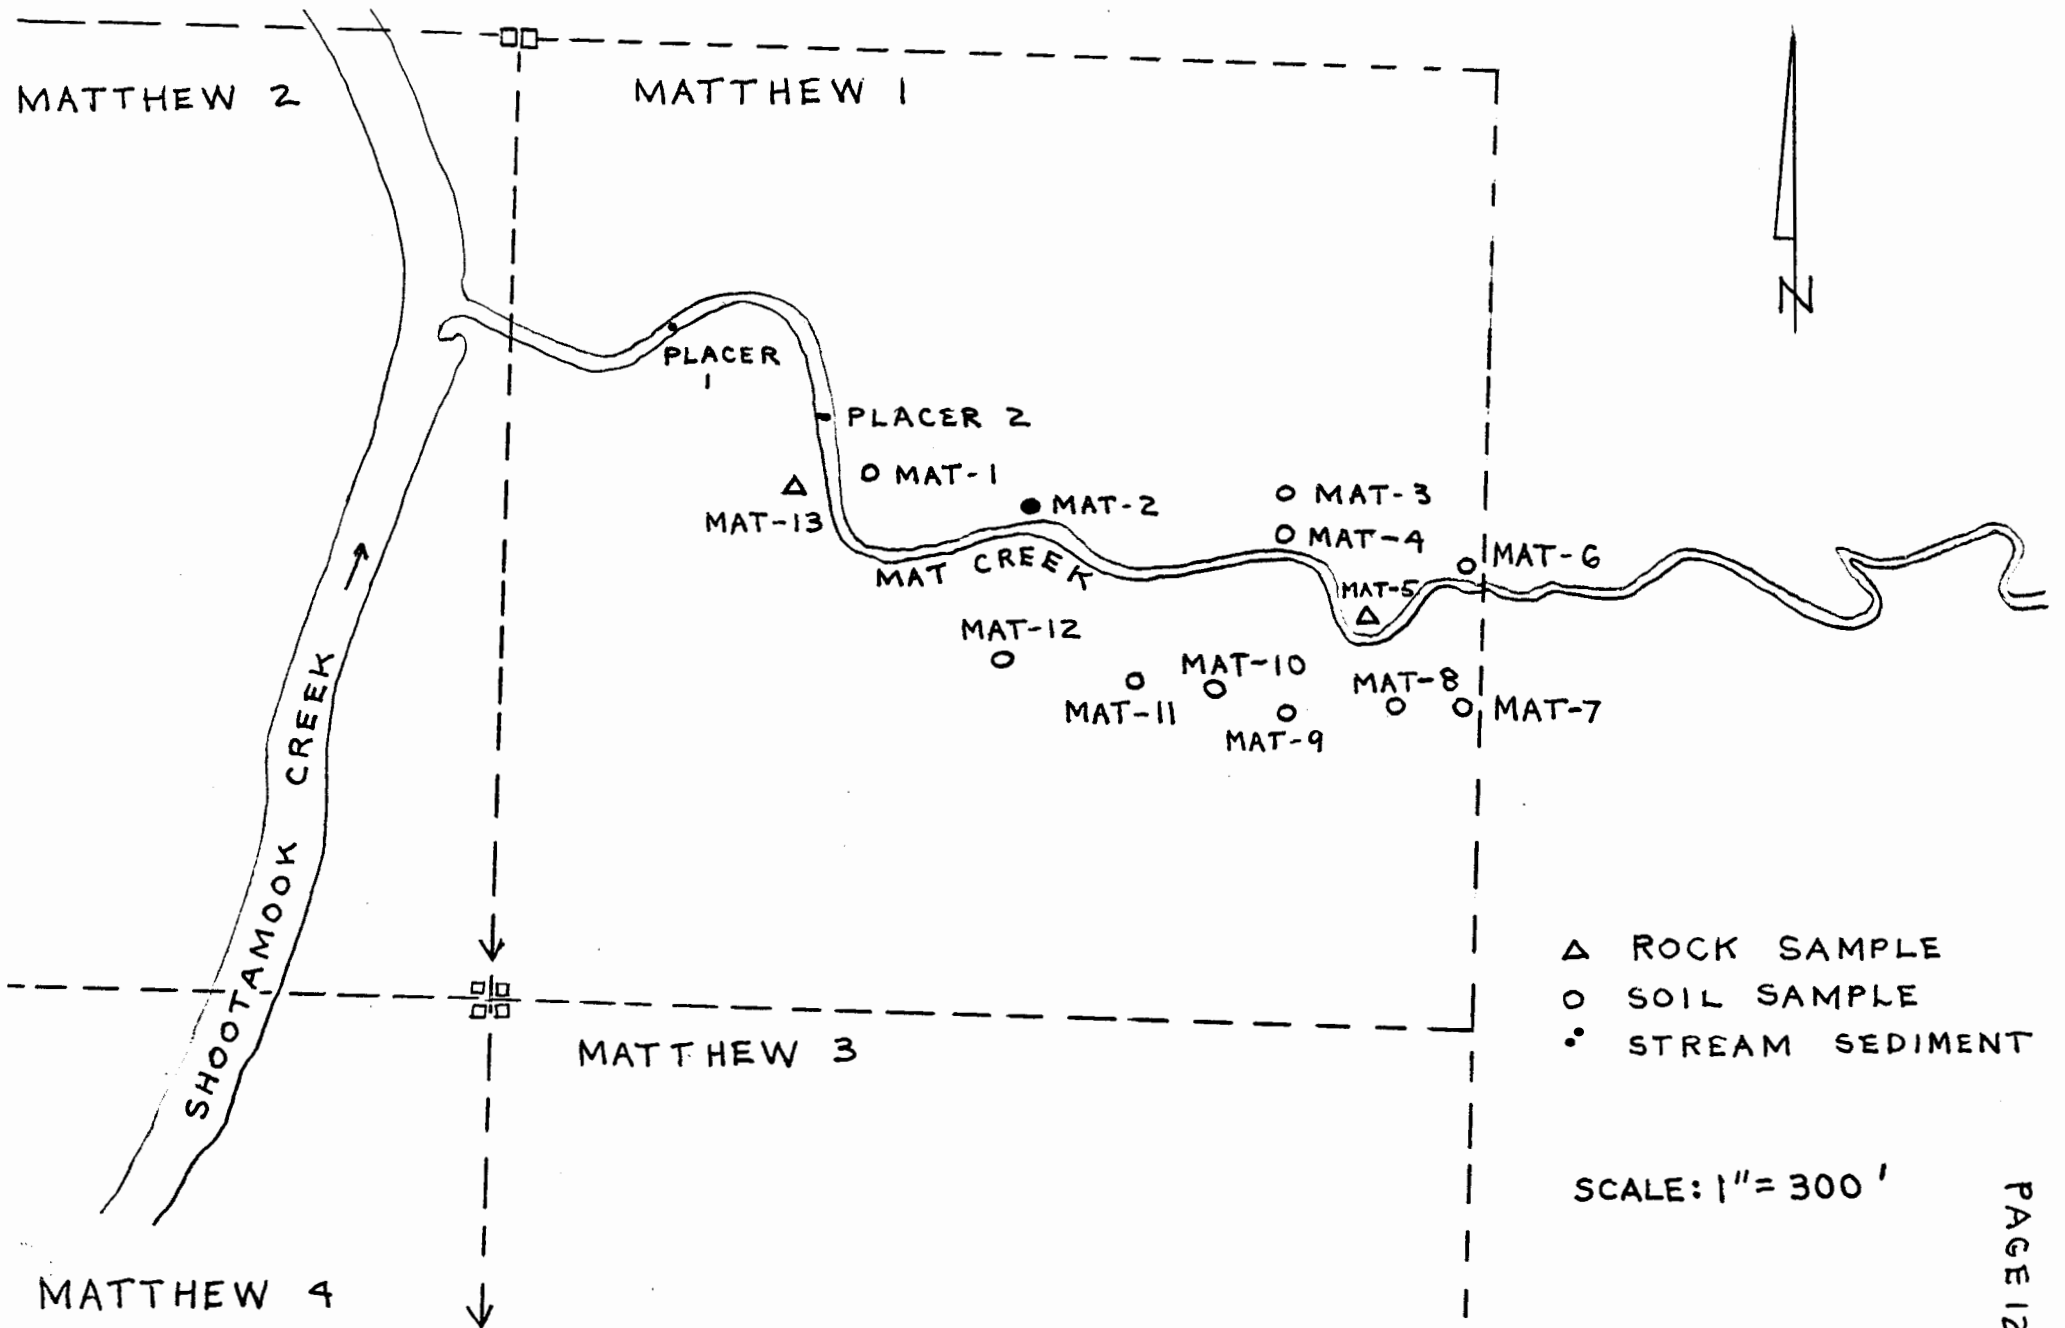 MATTHEW 2
MATTHEW 1
N
PLACER
1
PLACER 2
MAT-1
MAT-13
MAT-2
MAT-3
MAT-4
MAT-6
MAT CREEK
MAT-5
MAT-12
MAT-10
MAT-8
MAT-7
MAT-11
MAT-9
SHOOTAMOOK CREEK
ROCK SAMPLE
SOIL SAMPLE
STREAM SEDIMENT
MATTHEW 3
SCALE: 1" = 300'
MATTHEW 4
PAGE 12